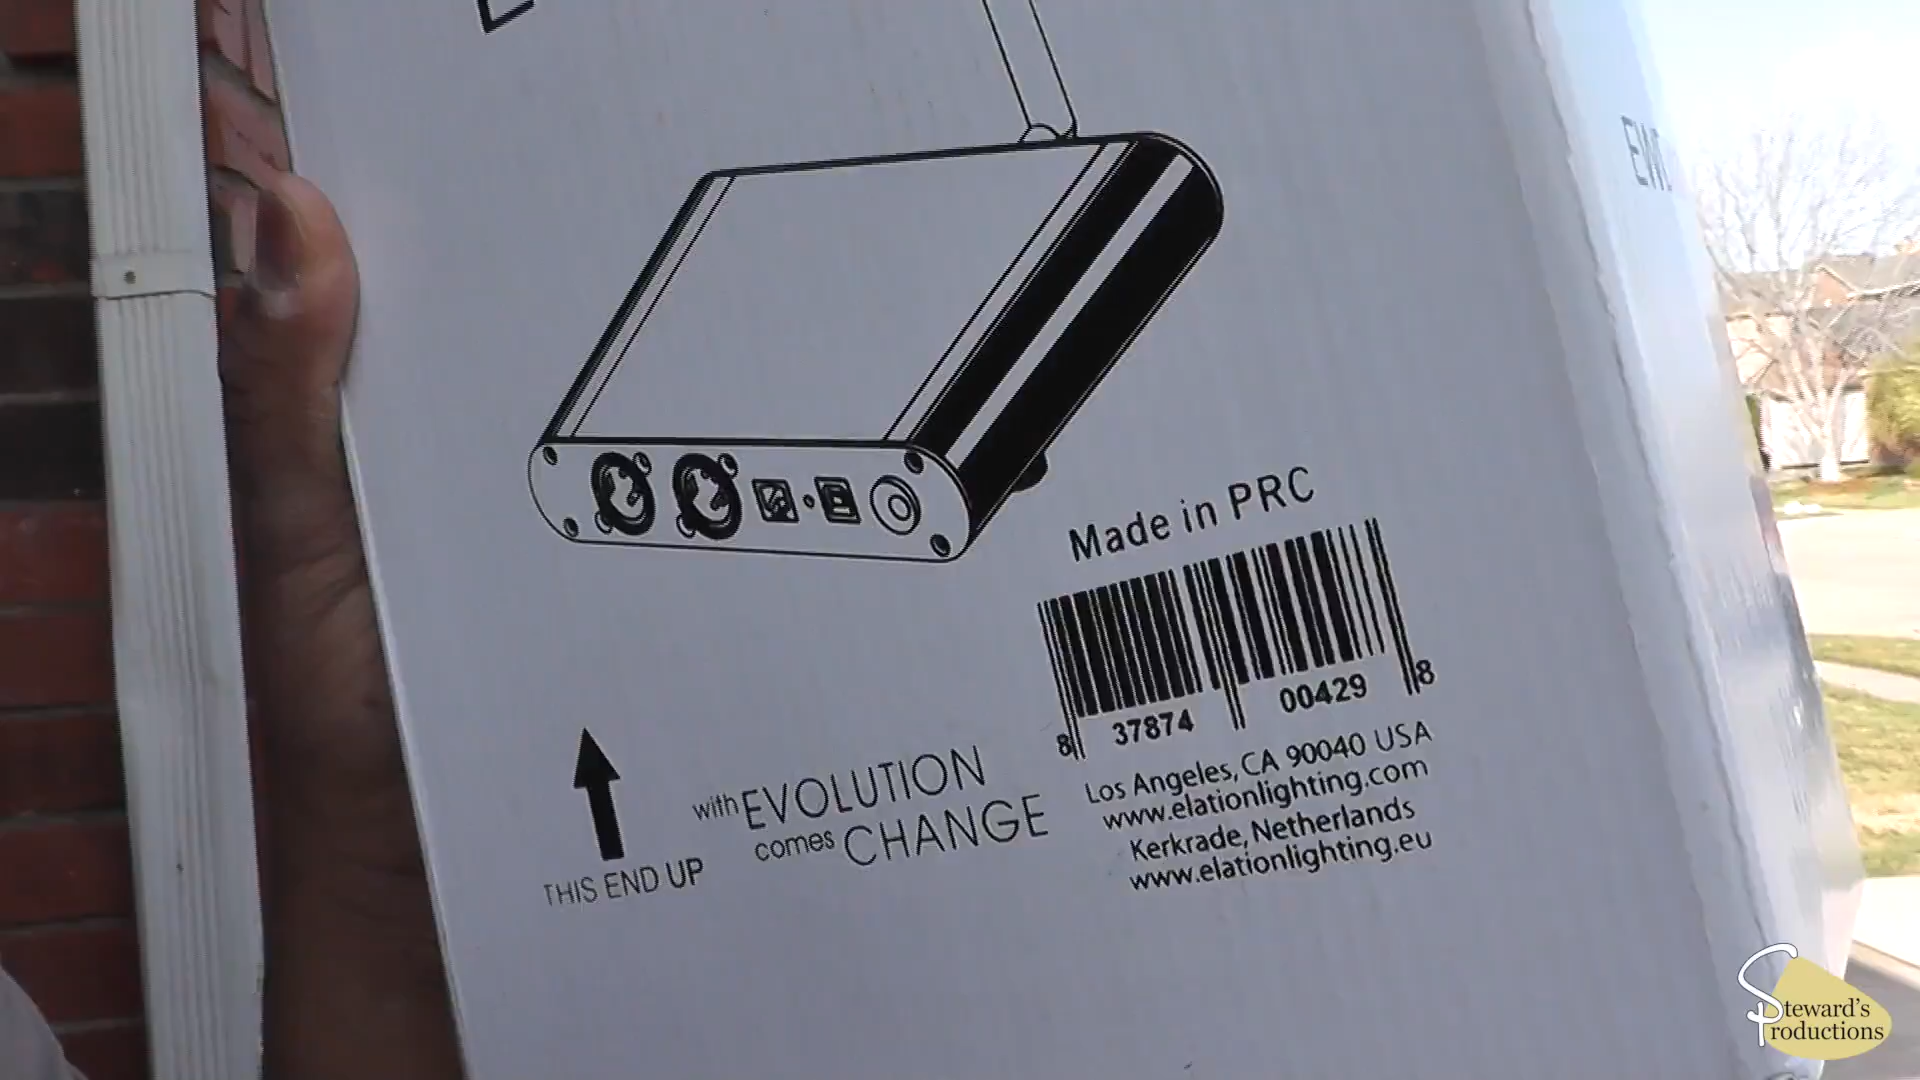 Made in PRC
8 37874 00429 8
Los Angeles, CA 90040 USA
www.elationlighting.com
Kerkrade, Netherlands
www.elationlighting.eu
with EVOLUTION
comes CHANGE
THIS END UP
Steward's
Productions